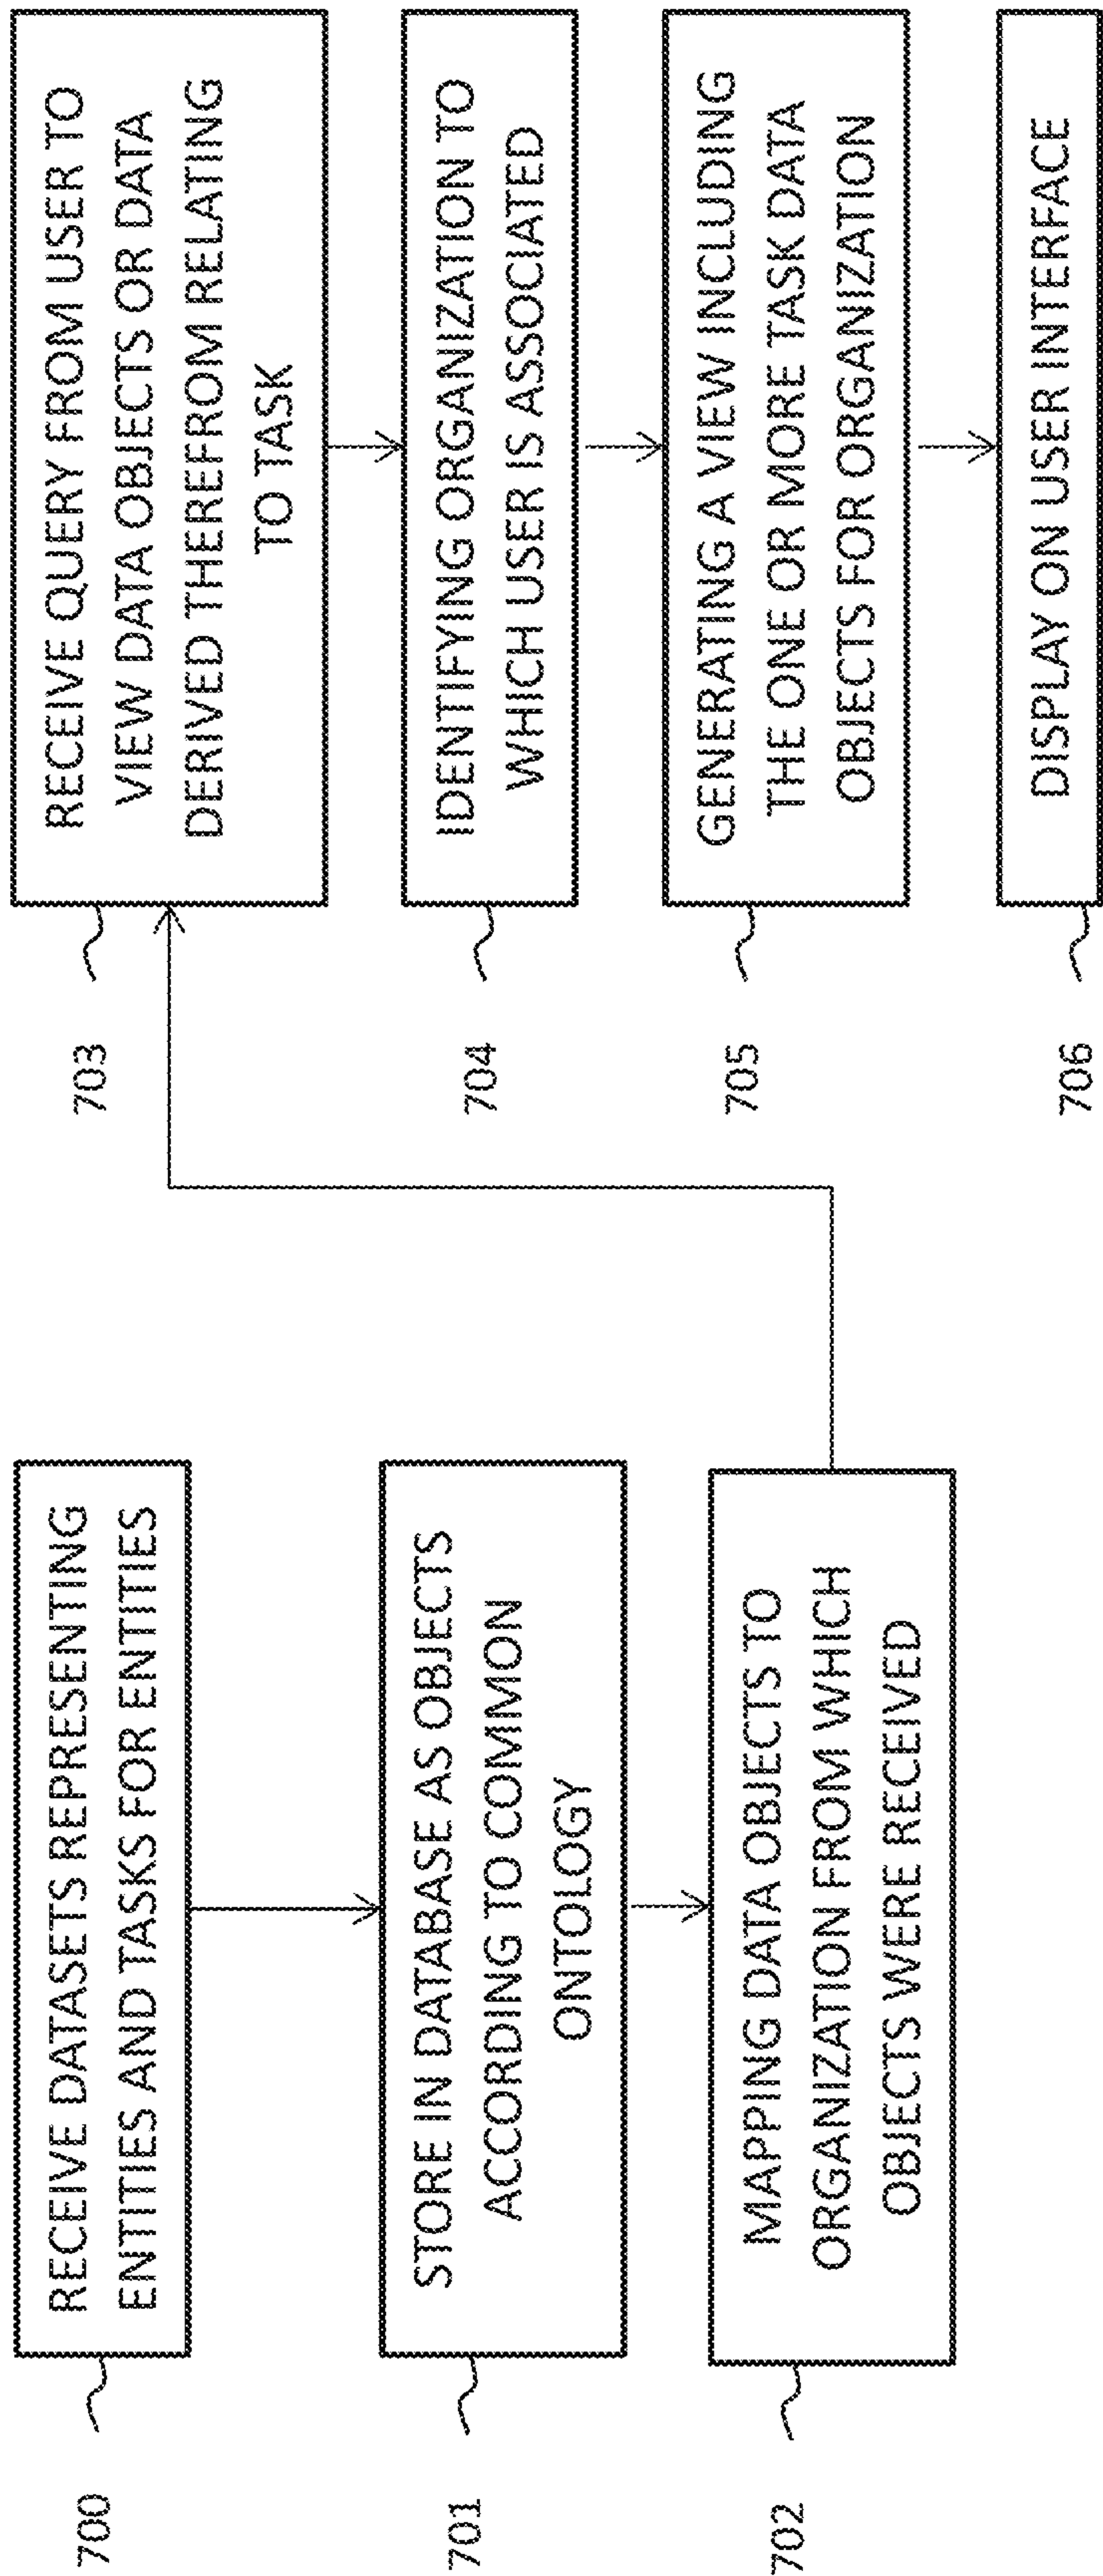 700
RECEIVE DATASETS REPRESENTING
ENTITIES AND TASKS FOR ENTITIES
701
STORE IN DATABASE AS OBJECTS
ACCORDING TO COMMON
ONTOLOGY
702
MAPPING DATA OBJECTS TO
ORGANIZATION FROM WHICH
OBJECTS WERE RECEIVED
703
RECEIVE QUERY FROM USER TO
VIEW DATA OBJECTS OR DATA
DERIVED THEREFROM RELATING
TO TASK
704
IDENTIFYING ORGANIZATION TO
WHICH USER IS ASSOCIATED
705
GENERATING A VIEW INCLUDING
THE ONE OR MORE TASK DATA
OBJECTS FOR ORGANIZATION
706
DISPLAY ON USER INTERFACE